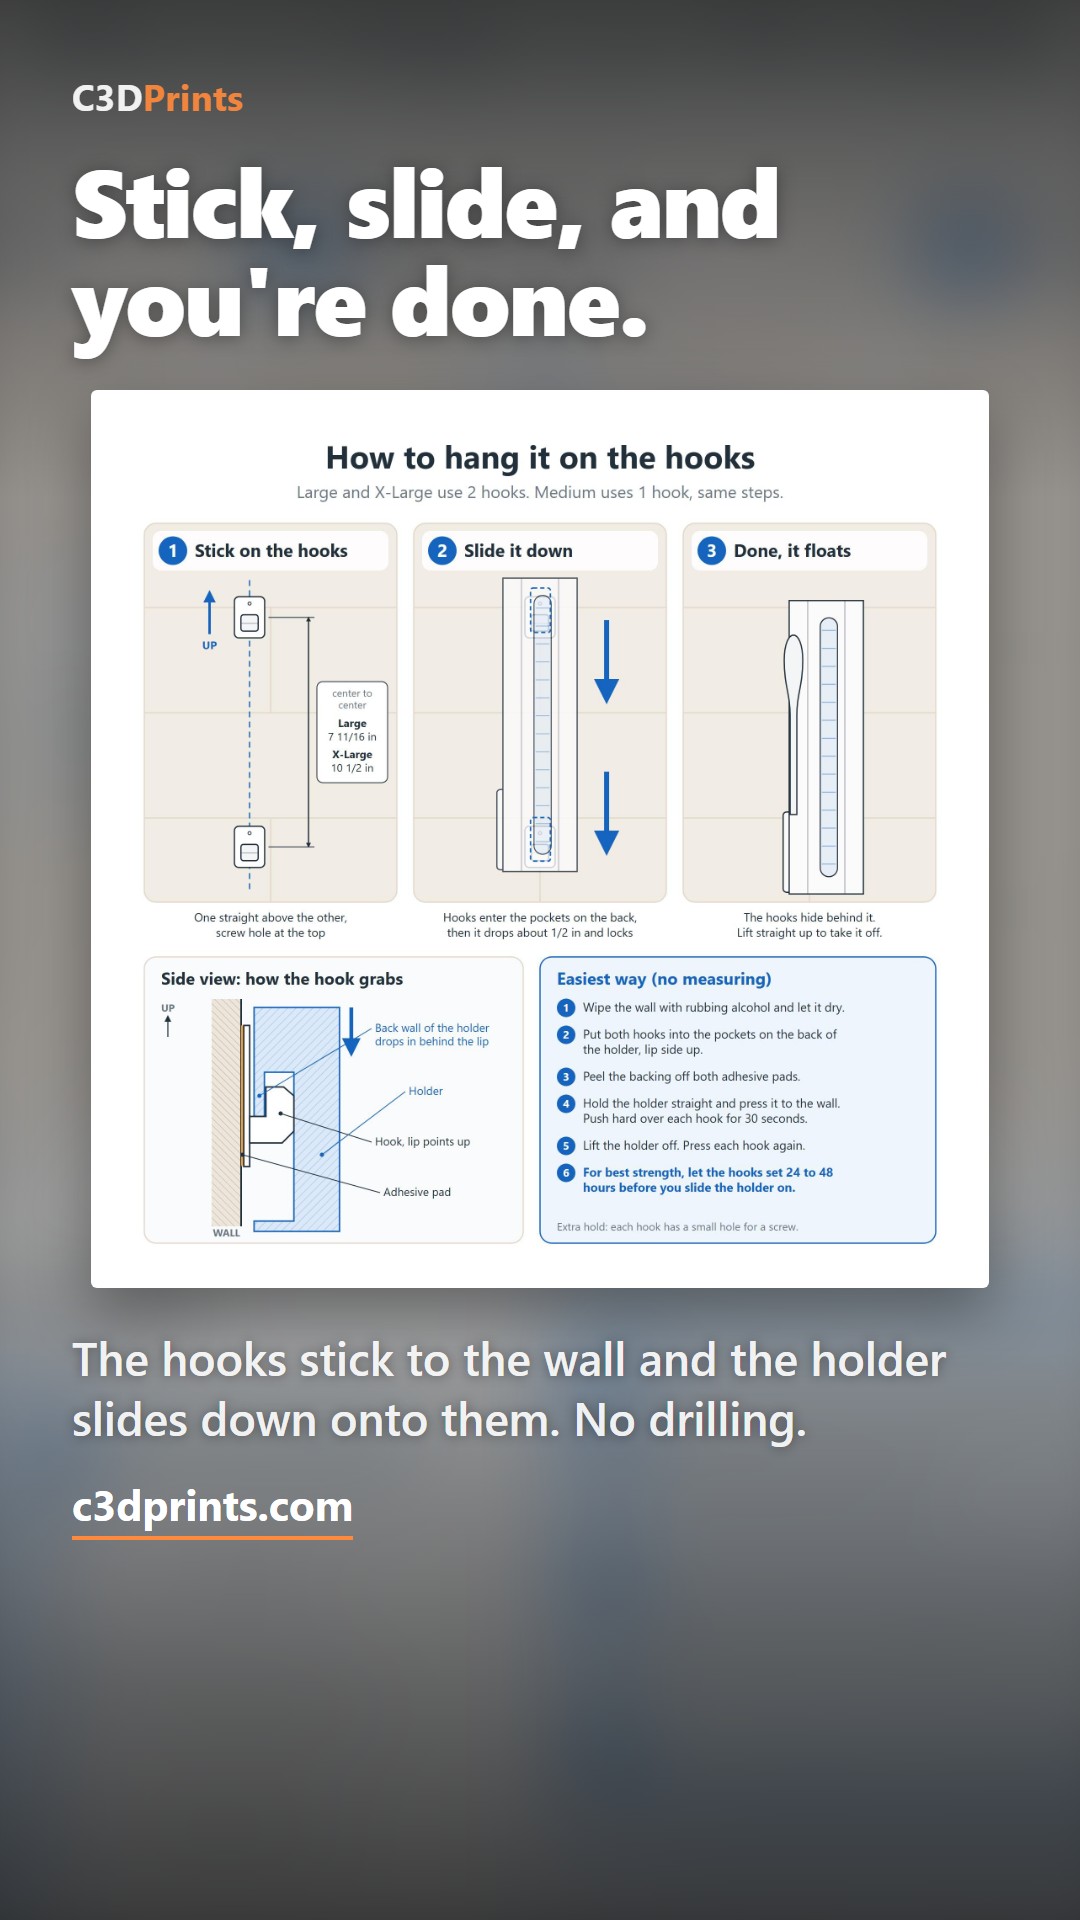 C3DPrints
Stick, slide, and
you're done.
How to hang it on the hooks
Large and X-Large use 2 hooks. Medium uses 1 hook, same steps.
1 Stick on the hooks
UP
center to
center
Large
7 11/16 in
X-Large
10 1/2 in
One straight above the other,
screw hole at the top
2 Slide it down
Hooks enter the pockets on the back,
then it drops about 1/2 in and locks
3 Done, it floats
The hooks hide behind it.
Lift straight up to take it off.
Side view: how the hook grabs
UP
Back wall of the holder
drops in behind the lip
Holder
Hook, lip points up
Adhesive pad
WALL
Easiest way (no measuring)
1 Wipe the wall with rubbing alcohol and let it dry.
2 Put both hooks into the pockets on the back of
the holder, lip side up.
3 Peel the backing off both adhesive pads.
4 Hold the holder straight and press it to the wall.
Push hard over each hook for 30 seconds.
5 Lift the holder off. Press each hook again.
6 For best strength, let the hooks set 24 to 48
hours before you slide the holder on.
Extra hold: each hook has a small hole for a screw.
The hooks stick to the wall and the holder
slides down onto them. No drilling.
c3dprints.com